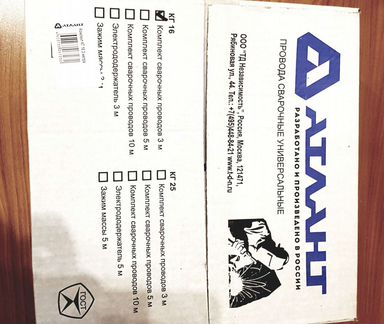 АТЛАНТ
РАЗРАБОТАНО И ПРОИЗВЕДЕНО В РОССИИ
ПРОВОДА СВАРОЧНЫЕ УНИВЕРСАЛЬНЫЕ
ООО "ТД Независимость", Россия, Москва, 121471,
Рябиновая ул, 44. Тел.: +7(495)448-84-21 www.t-d-n.ru
АТЛАНТ
КГ 16
Комплект сварочных проводов 3 м
Комплект сварочных проводов 5 м
Комплект сварочных проводов 10 м
Электрододержатель 3 м
Зажим массы
КГ 25
Комплект сварочных проводов 3 м
Комплект сварочных проводов 5 м
Комплект сварочных проводов 10 м
Электрододержатель 5 м
Зажим массы 5 м
ГОСТ